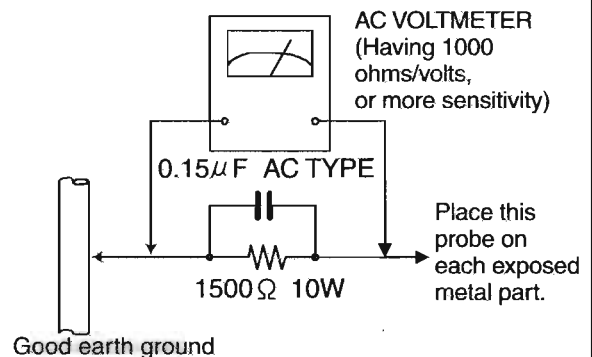 AC VOLTMETER
(Having 1000
ohms/volts,
or more sensitivity)
0.15μF AC TYPE
1500Ω 10W
Place this
probe on
each exposed
metal part.
Good earth ground